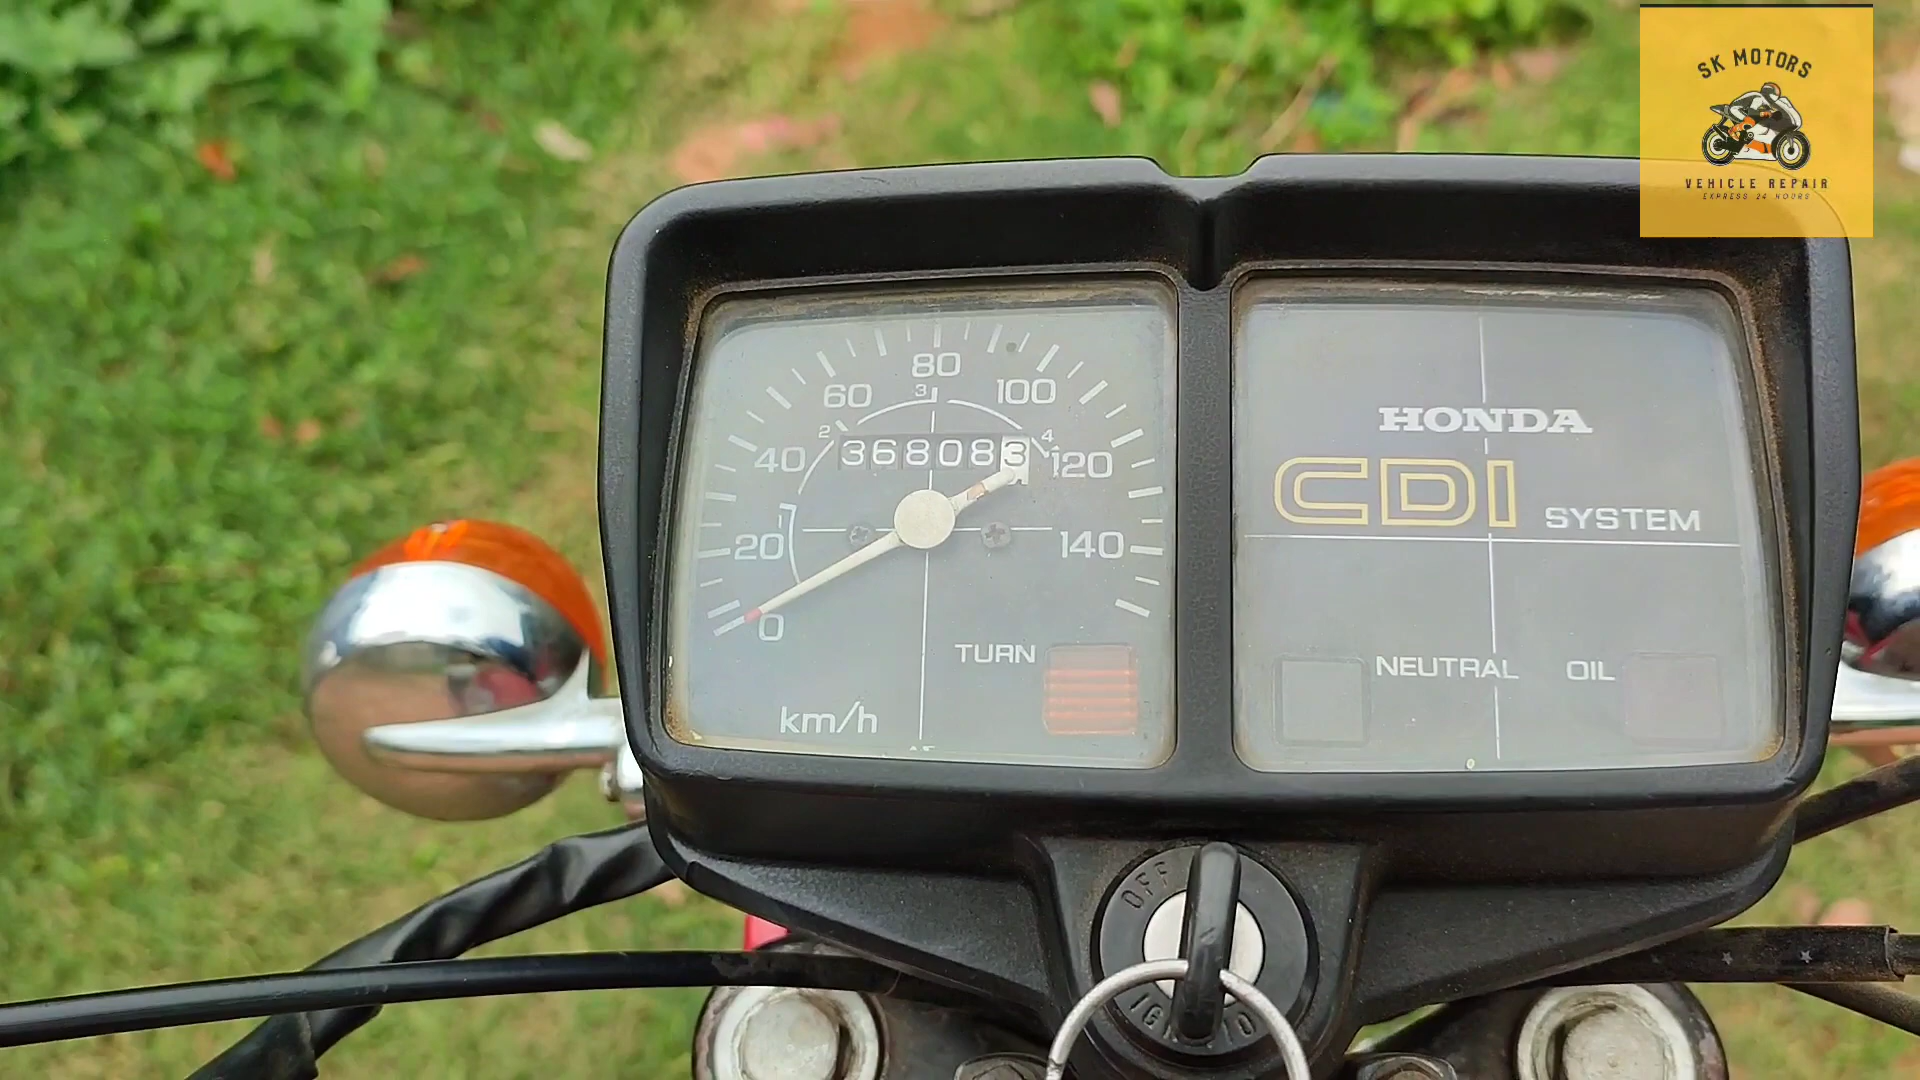 SK MOTORS
VEHICLE REPAIR
EXPRESS 24 HOURS
0
20
40
60
80
100
120
140
1
2
3
4
368083
TURN
km/h
HONDA
CDI SYSTEM
NEUTRAL OIL
OFF
IGNITION